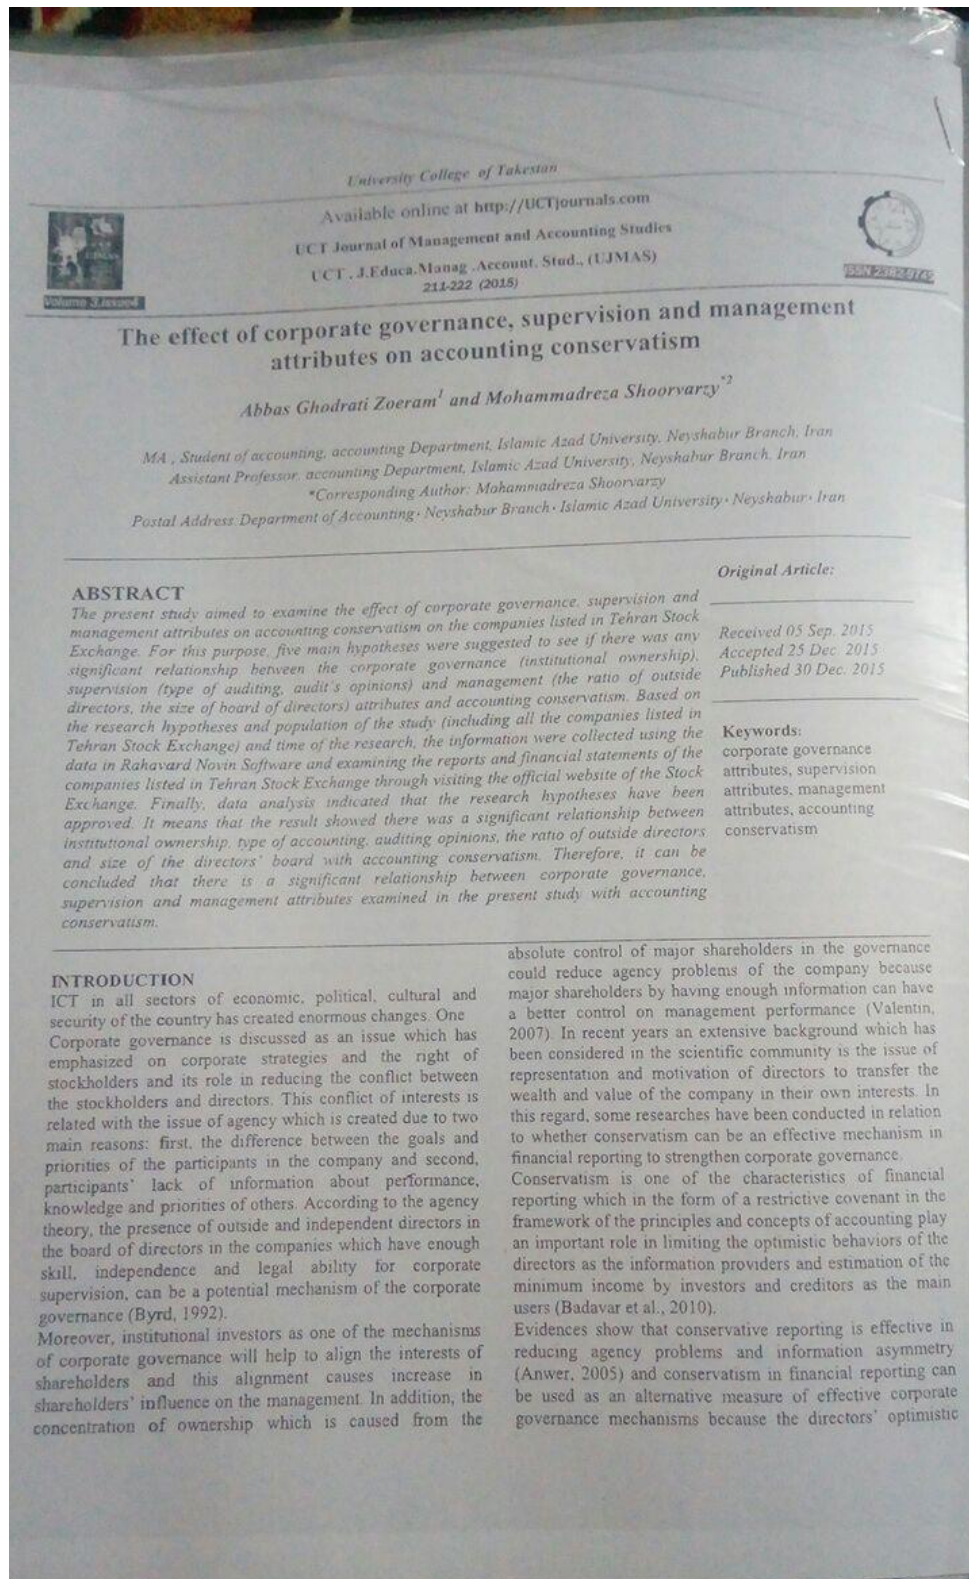 University College of Takestan
Available online at http://UCTjournals.com
UCT Journal of Management and Accounting Studies
UCT . J.Educa.Manag .Account. Stud., (UJMAS)
211-222 (2015)
Volume 3,issue4
ISSN 2382-9742
The effect of corporate governance, supervision and management
attributes on accounting conservatism
Abbas Ghodrati Zoeram1 and Mohammadreza Shoorvarzy*2
MA , Student of accounting, accounting Department, Islamic Azad University, Neyshabur Branch, Iran
Assistant Professor, accounting Department, Islamic Azad University, Neyshabur Branch, Iran
*Corresponding Author: Mohammadreza Shoorvarzy
Postal Address Department of Accounting، Neyshabur Branch، Islamic Azad University، Neyshabur، Iran
ABSTRACT
The present study aimed to examine the effect of corporate governance, supervision and
management attributes on accounting conservatism on the companies listed in Tehran Stock
Exchange. For this purpose, five main hypotheses were suggested to see if there was any
significant relationship between the corporate governance (institutional ownership),
supervision (type of auditing, audit's opinions) and management (the ratio of outside
directors, the size of board of directors) attributes and accounting conservatism. Based on
the research hypotheses and population of the study (including all the companies listed in
Tehran Stock Exchange) and time of the research, the information were collected using the
data in Rahavard Novin Software and examining the reports and financial statements of the
companies listed in Tehran Stock Exchange through visiting the official website of the Stock
Exchange. Finally, data analysis indicated that the research hypotheses have been
approved. It means that the result showed there was a significant relationship between
institutional ownership, type of accounting, auditing opinions, the ratio of outside directors
and size of the directors' board with accounting conservatism. Therefore, it can be
concluded that there is a significant relationship between corporate governance,
supervision and management attributes examined in the present study with accounting
conservatism.
Original Article:
Received 05 Sep. 2015
Accepted 25 Dec. 2015
Published 30 Dec. 2015
Keywords:
corporate governance
attributes, supervision
attributes, management
attributes, accounting
conservatism
INTRODUCTION
ICT in all sectors of economic, political, cultural and
security of the country has created enormous changes. One
Corporate governance is discussed as an issue which has
emphasized on corporate strategies and the right of
stockholders and its role in reducing the conflict between
the stockholders and directors. This conflict of interests is
related with the issue of agency which is created due to two
main reasons: first, the difference between the goals and
priorities of the participants in the company and second,
participants' lack of information about performance,
knowledge and priorities of others. According to the agency
theory, the presence of outside and independent directors in
the board of directors in the companies which have enough
skill, independence and legal ability for corporate
supervision, can be a potential mechanism of the corporate
governance (Byrd, 1992).
Moreover, institutional investors as one of the mechanisms
of corporate governance will help to align the interests of
shareholders and this alignment causes increase in
shareholders' influence on the management. In addition, the
concentration of ownership which is caused from the
absolute control of major shareholders in the governance
could reduce agency problems of the company because
major shareholders by having enough information can have
a better control on management performance (Valentin,
2007). In recent years an extensive background which has
been considered in the scientific community is the issue of
representation and motivation of directors to transfer the
wealth and value of the company in their own interests. In
this regard, some researches have been conducted in relation
to whether conservatism can be an effective mechanism in
financial reporting to strengthen corporate governance.
Conservatism is one of the characteristics of financial
reporting which in the form of a restrictive covenant in the
framework of the principles and concepts of accounting play
an important role in limiting the optimistic behaviors of the
directors as the information providers and estimation of the
minimum income by investors and creditors as the main
users (Badavar et al., 2010).
Evidences show that conservative reporting is effective in
reducing agency problems and information asymmetry
(Anwer, 2005) and conservatism in financial reporting can
be used as an alternative measure of effective corporate
governance mechanisms because the directors' optimistic